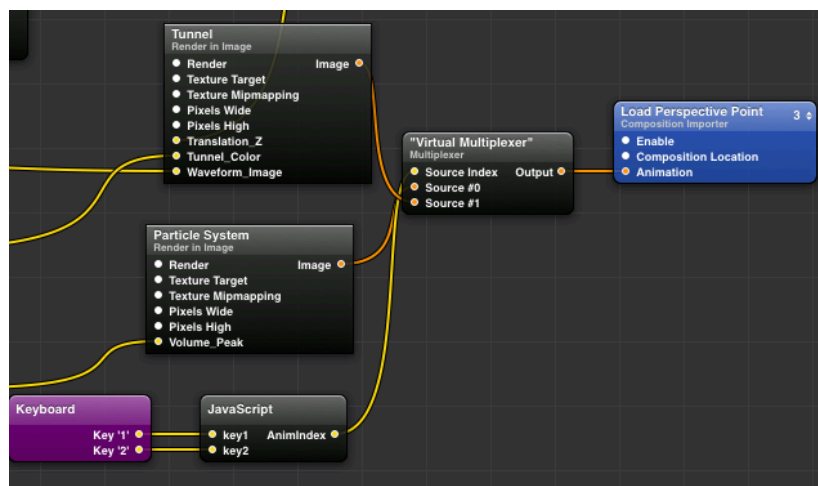 Tunnel
Render in Image
Render Image
Texture Target
Texture Mipmapping
Pixels Wide
Pixels High
Translation_Z
Tunnel_Color
Waveform_Image
"Virtual Multiplexer"
Multiplexer
Source Index Output
Source #0
Source #1
Load Perspective Point 3
Composition Importer
Enable
Composition Location
Animation
Particle System
Render in Image
Render Image
Texture Target
Texture Mipmapping
Pixels Wide
Pixels High
Volume_Peak
Keyboard
Key '1'
Key '2'
JavaScript
key1 AnimIndex
key2